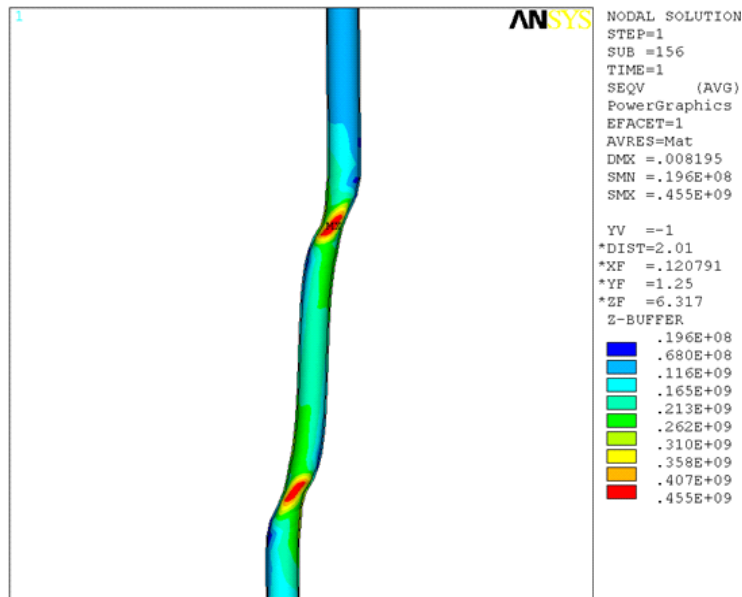 1
ANSYS
NODAL SOLUTION
STEP=1
SUB =156
TIME=1
SEQV (AVG)
PowerGraphics
EFACET=1
AVRES=Mat
DMX =.008195
SMN =.196E+08
SMX =.455E+09
YV =-1
*DIST=2.01
*XF =.120791
*YF =1.25
*ZF =6.317
Z-BUFFER
.196E+08
.680E+08
.116E+09
.165E+09
.213E+09
.262E+09
.310E+09
.358E+09
.407E+09
.455E+09